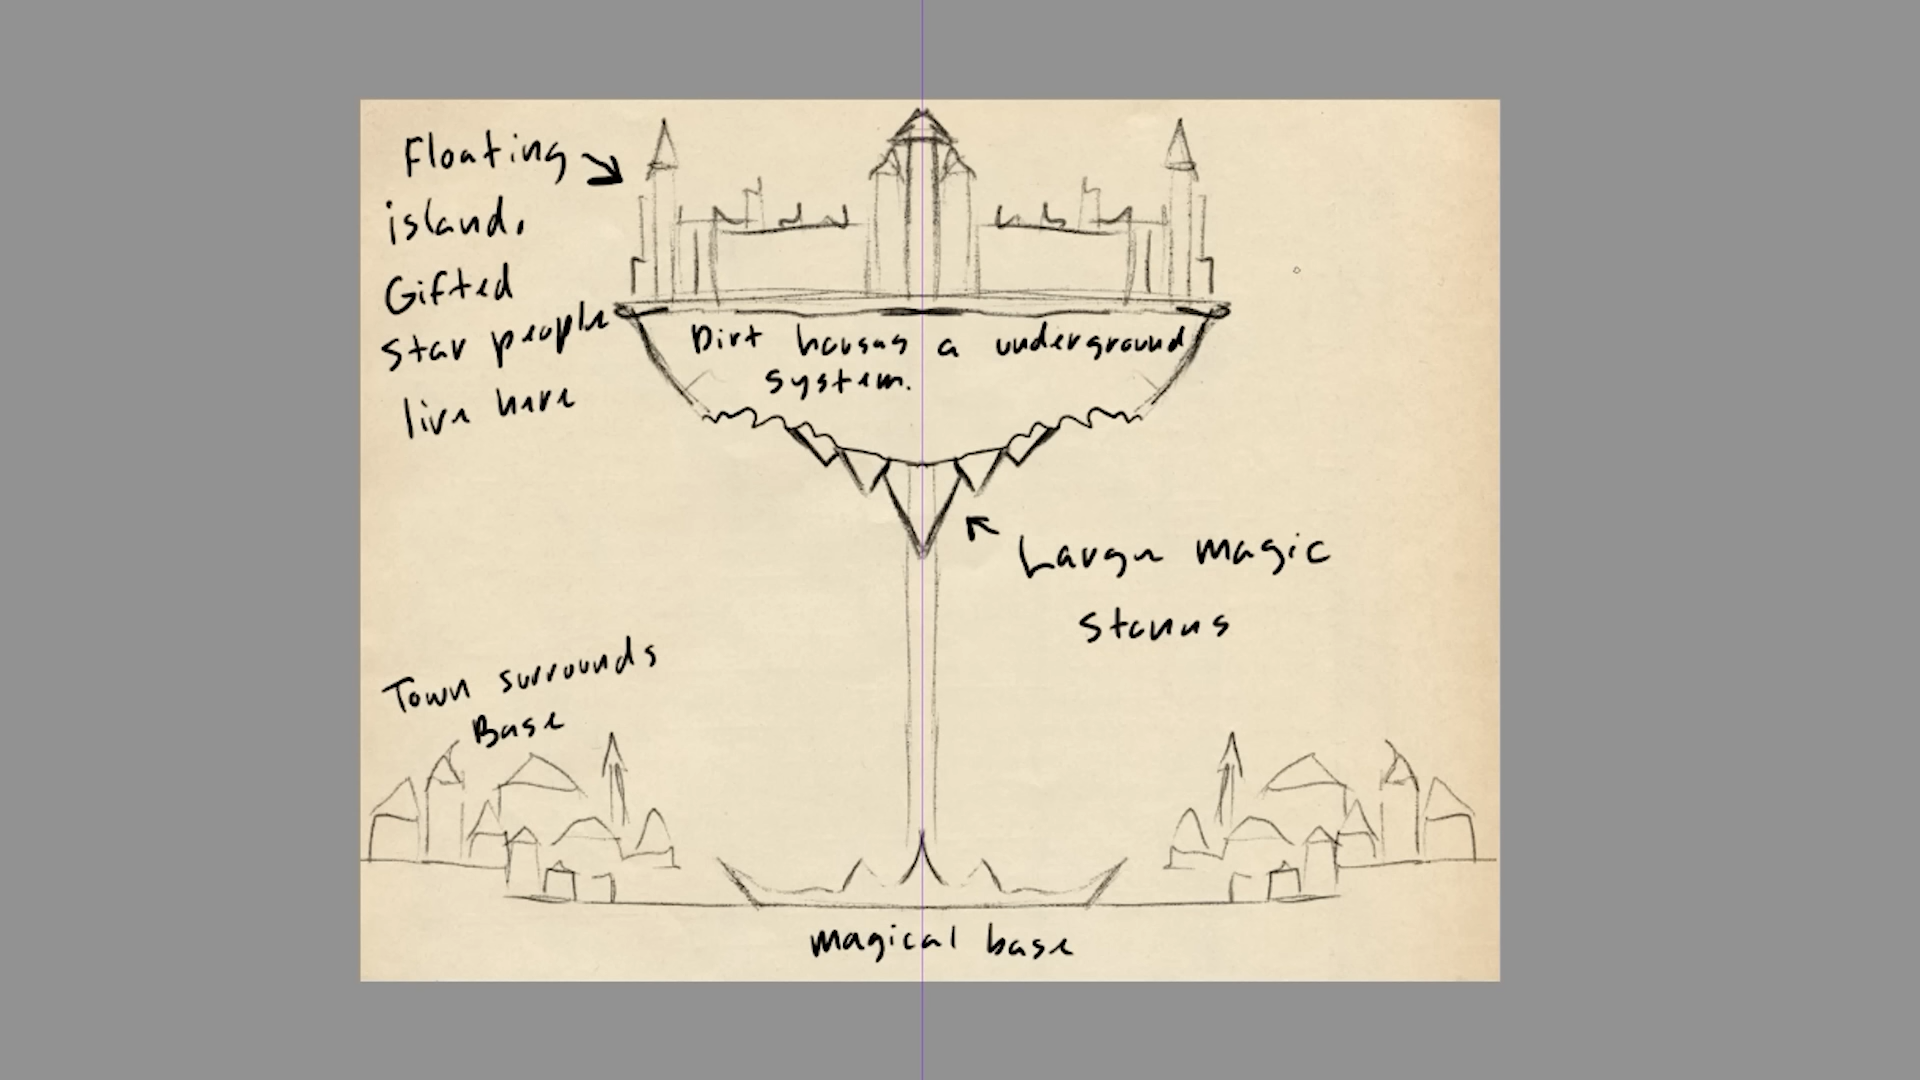 Floating
island.
Gifted
star people
live here
Dirt houses a underground
system.
Large magic
stones
Town surrounds
Base
magical base